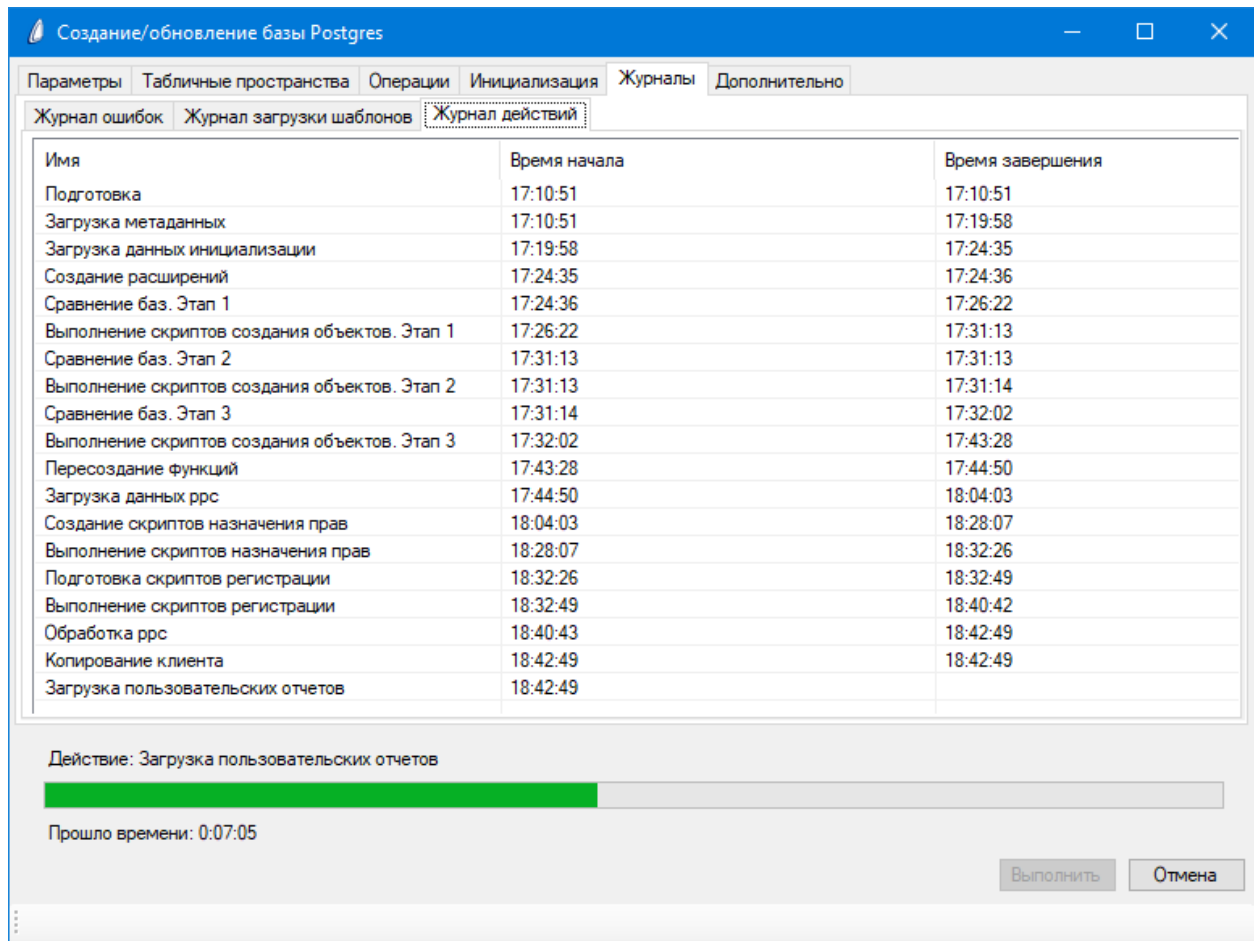 Создание/обновление базы Postgres
Параметры Табличные пространства Операции Инициализация Журналы Дополнительно
Журнал ошибок Журнал загрузки шаблонов Журнал действий
Имя Время начала Время завершения
Подготовка 17:10:51 17:10:51
Загрузка метаданных 17:10:51 17:19:58
Загрузка данных инициализации 17:19:58 17:24:35
Создание расширений 17:24:35 17:24:36
Сравнение баз. Этап 1 17:24:36 17:26:22
Выполнение скриптов создания объектов. Этап 1 17:26:22 17:31:13
Сравнение баз. Этап 2 17:31:13 17:31:13
Выполнение скриптов создания объектов. Этап 2 17:31:13 17:31:14
Сравнение баз. Этап 3 17:31:14 17:32:02
Выполнение скриптов создания объектов. Этап 3 17:32:02 17:43:28
Пересоздание функций 17:43:28 17:44:50
Загрузка данных ppc 17:44:50 18:04:03
Создание скриптов назначения прав 18:04:03 18:28:07
Выполнение скриптов назначения прав 18:28:07 18:32:26
Подготовка скриптов регистрации 18:32:26 18:32:49
Выполнение скриптов регистрации 18:32:49 18:40:42
Обработка ppc 18:40:43 18:42:49
Копирование клиента 18:42:49 18:42:49
Загрузка пользовательских отчетов 18:42:49
Действие: Загрузка пользовательских отчетов
Прошло времени: 0:07:05
Выполнить Отмена